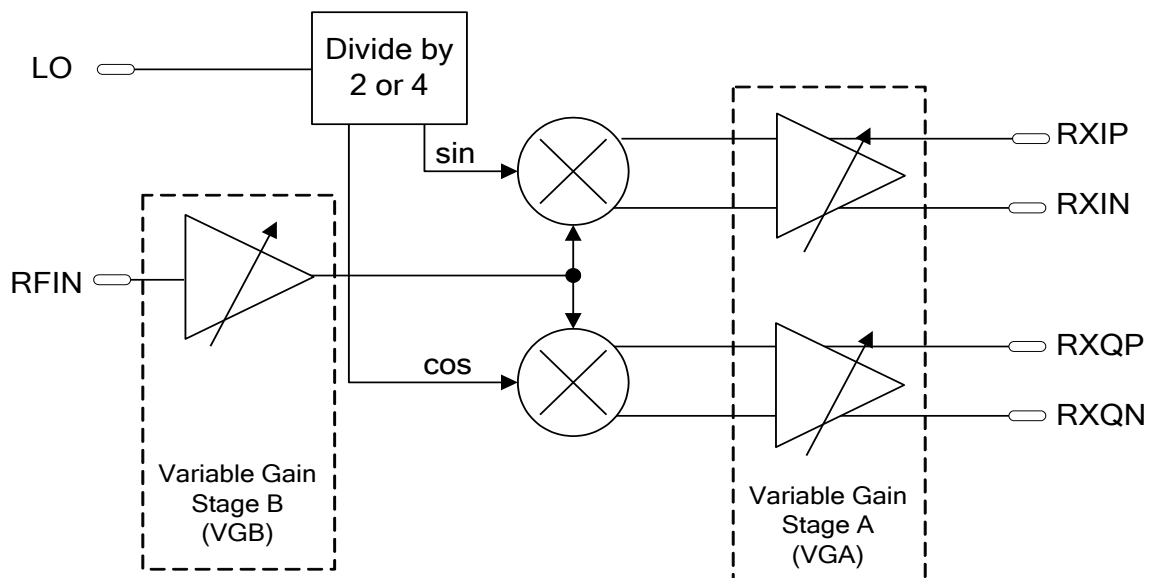 LO
Divide by
2 or 4
sin
RXIP
RXIN
RFIN
cos
RXQP
RXQN
Variable Gain
Stage B
(VGB)
Variable Gain
Stage A
(VGA)